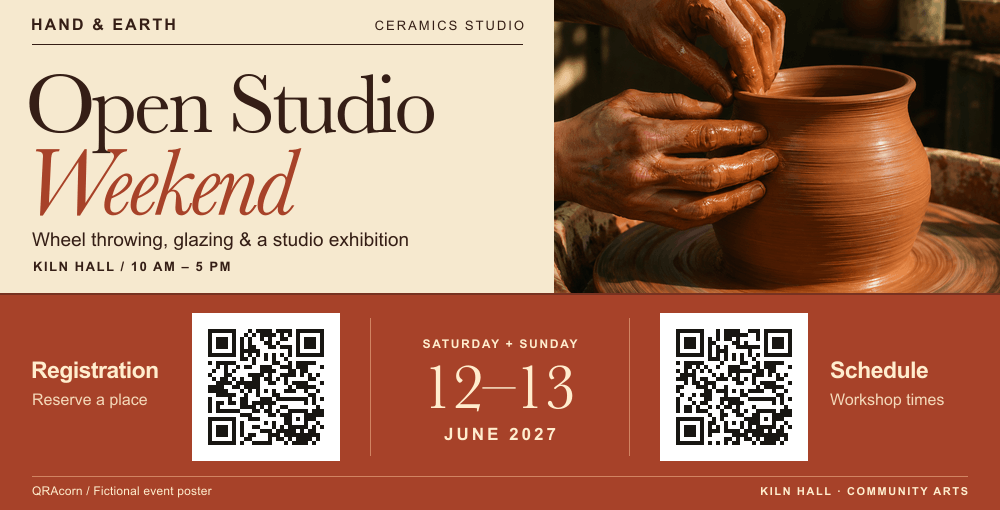 HAND & EARTH
CERAMICS STUDIO
Open Studio
Weekend
Wheel throwing, glazing & a studio exhibition
KILN HALL / 10 AM – 5 PM
Registration
Reserve a place
SATURDAY + SUNDAY
12–13
JUNE 2027
Schedule
Workshop times
QRAcorn / Fictional event poster
KILN HALL · COMMUNITY ARTS